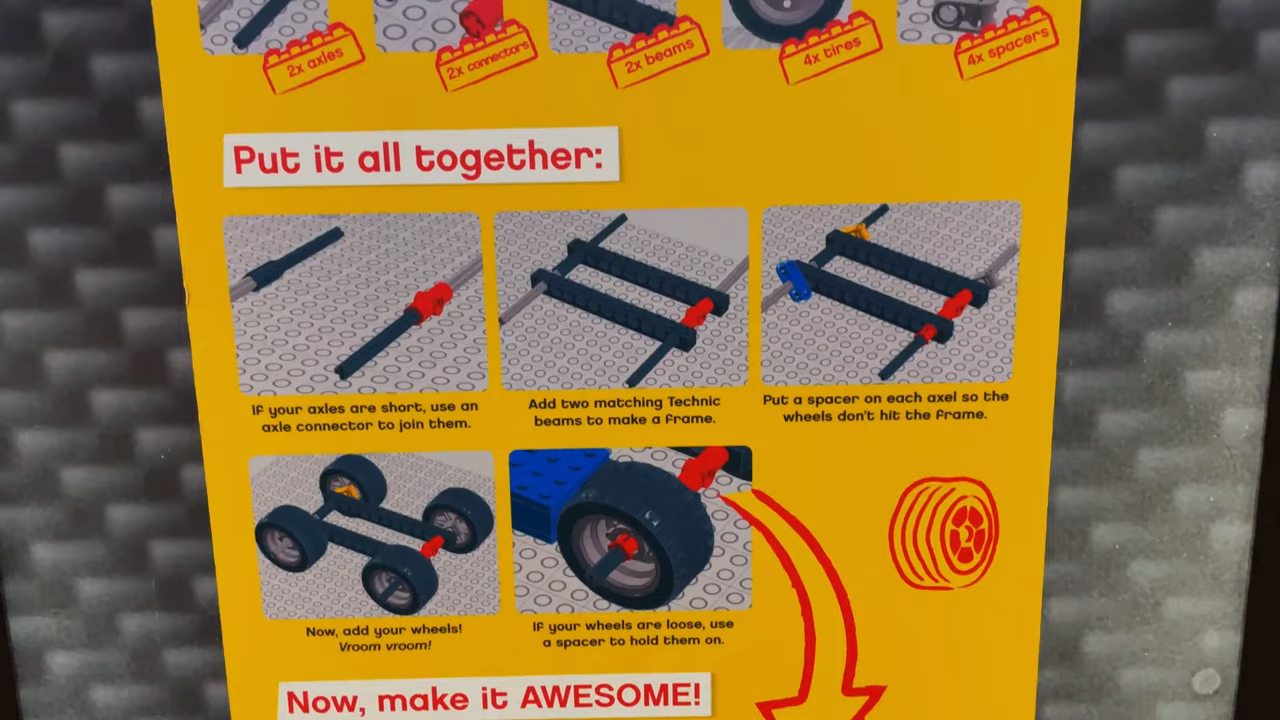 2x axles
2x connectors
2x beams
4x tires
4x spacers
Put it all together:
If your axles are short, use an
axle connector to join them.
Add two matching Technic
beams to make a frame.
Put a spacer on each axel so the
wheels don't hit the frame.
Now, add your wheels!
Vroom vroom!
If your wheels are loose, use
a spacer to hold them on.
Now, make it AWESOME!